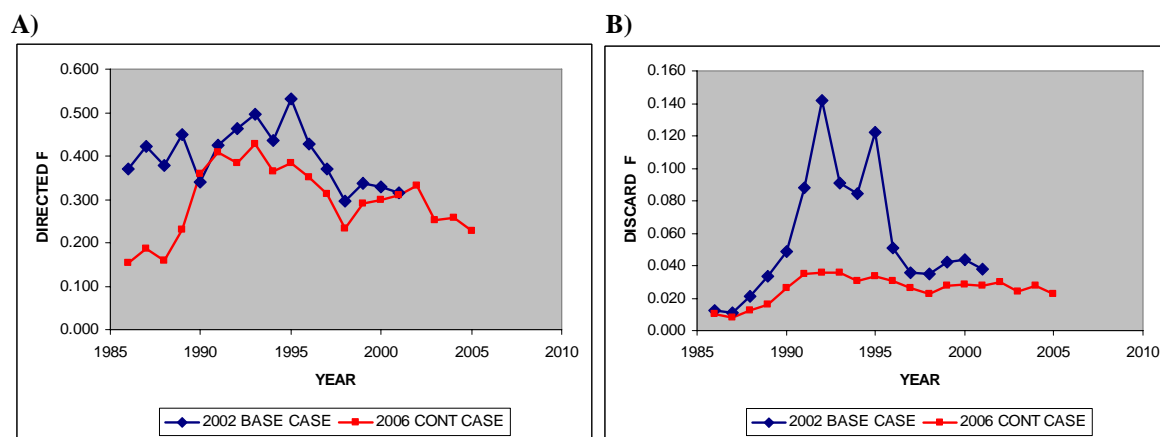 A)
0.600
0.500
0.400
0.300
0.200
0.100
0.000
DIRECTED F
1985 1990 1995 2000 2005 2010
YEAR
2002 BASE CASE 2006 CONT CASE
B)
0.160
0.140
0.120
0.100
0.080
0.060
0.040
0.020
0.000
DISCARD F
1985 1990 1995 2000 2005 2010
YEAR
2002 BASE CASE 2006 CONT CASE